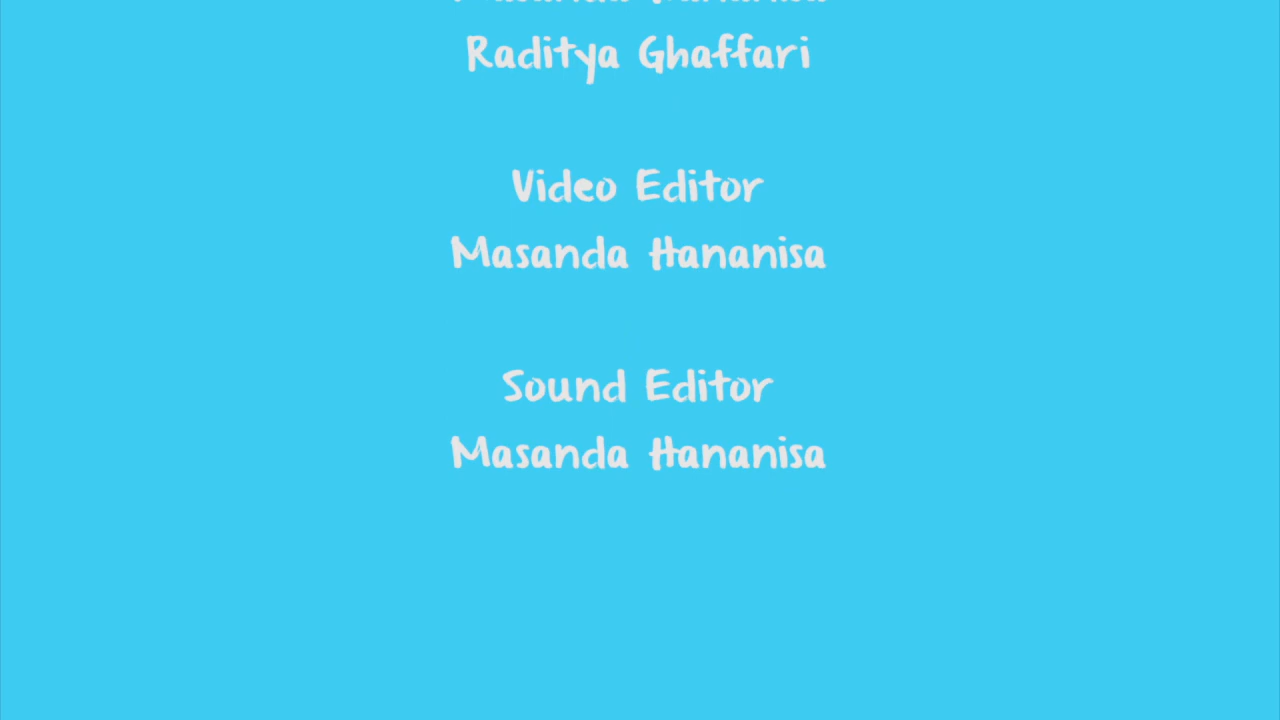 Raditya Ghaffari
Video Editor
Masanda Hananisa
Sound Editor
Masanda Hananisa